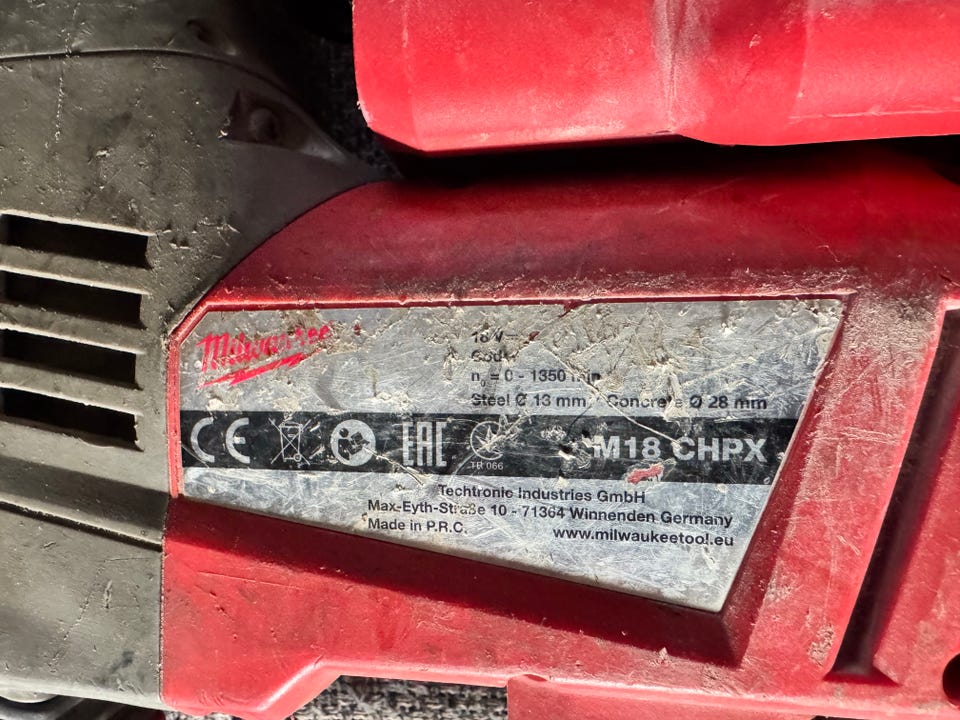 Milwaukee
18 V
n₀ = 0 - 1350
Steel Ø 13 mm Concrete Ø 28 mm
CE EAC
TR 066
M18 CHPX
Techtronic Industries GmbH
Max-Eyth-Straße 10 - 71364 Winnenden Germany
Made in P.R.C.
www.milwaukeetool.eu